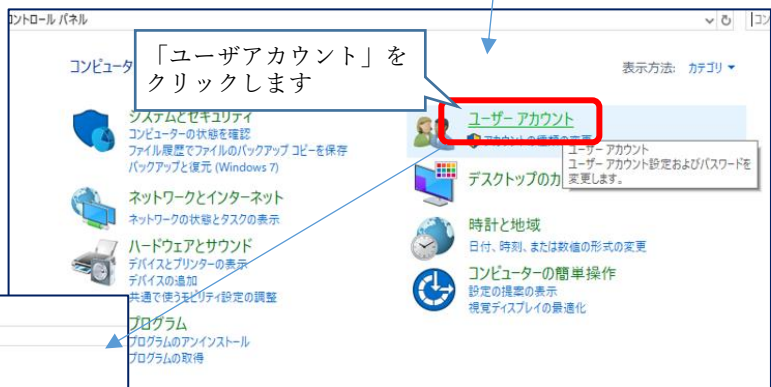 コントロール パネル
コン
「ユーザアカウント」を
クリックします
コンピュータ
表示方法: カテゴリ
システムとセキュリティ
コンピューターの状態を確認
ファイル履歴でファイルのバックアップ コピーを保存
バックアップと復元 (Windows 7)
ネットワークとインターネット
ネットワークの状態とタスクの表示
ハードウェアとサウンド
デバイスとプリンターの表示
デバイスの追加
共通で使うモビリティ設定の調整
プログラム
プログラムのアンインストール
プログラムの取得
ユーザー アカウント
アカウントの種類の変更
ユーザー アカウント
ユーザー アカウント設定およびパスワードを
変更します。
デスクトップのカ
時計と地域
日付、時刻、または数値の形式の変更
コンピューターの簡単操作
設定の提案の表示
視覚ディスプレイの最適化